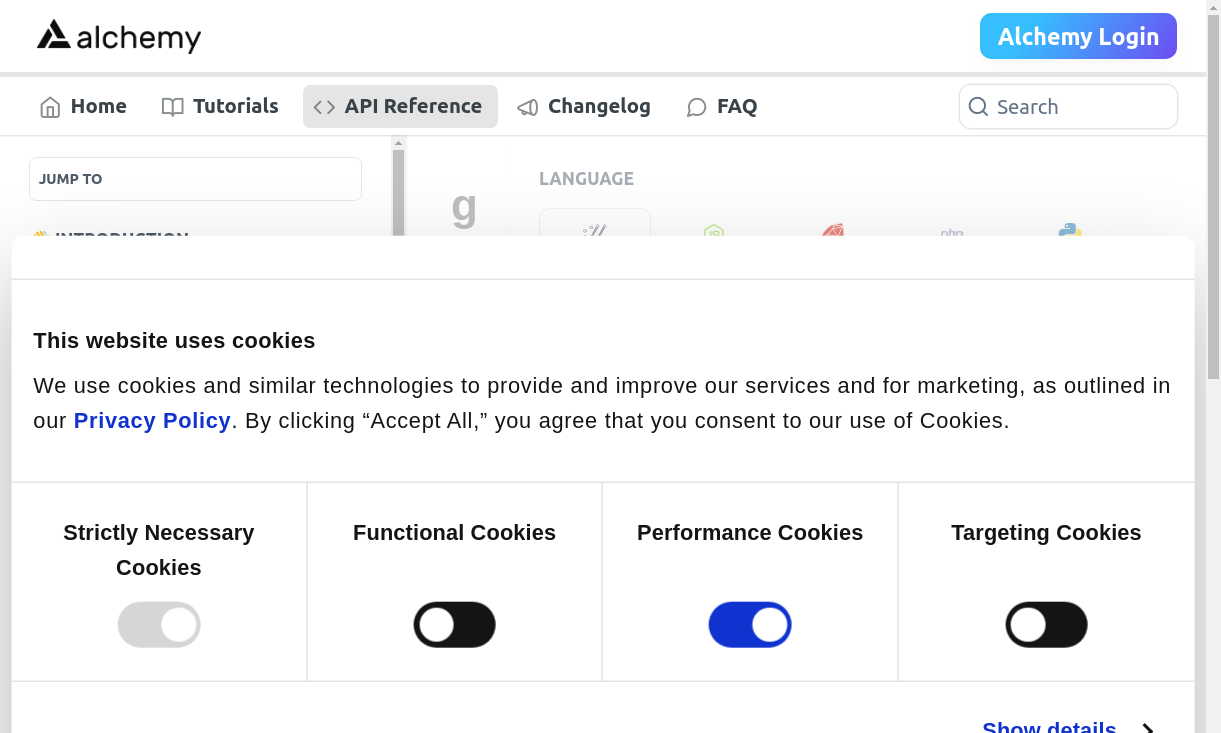 alchemy
Alchemy Login
Home
Tutorials
API Reference
Changelog
FAQ
Search
JUMP TO
g
LANGUAGE
INTRODUCTION
JS
php
This website uses cookies
We use cookies and similar technologies to provide and improve our services and for marketing, as outlined in
our Privacy Policy. By clicking “Accept All,” you agree that you consent to our use of Cookies.
Strictly Necessary
Cookies
Functional Cookies
Performance Cookies
Targeting Cookies
Show details